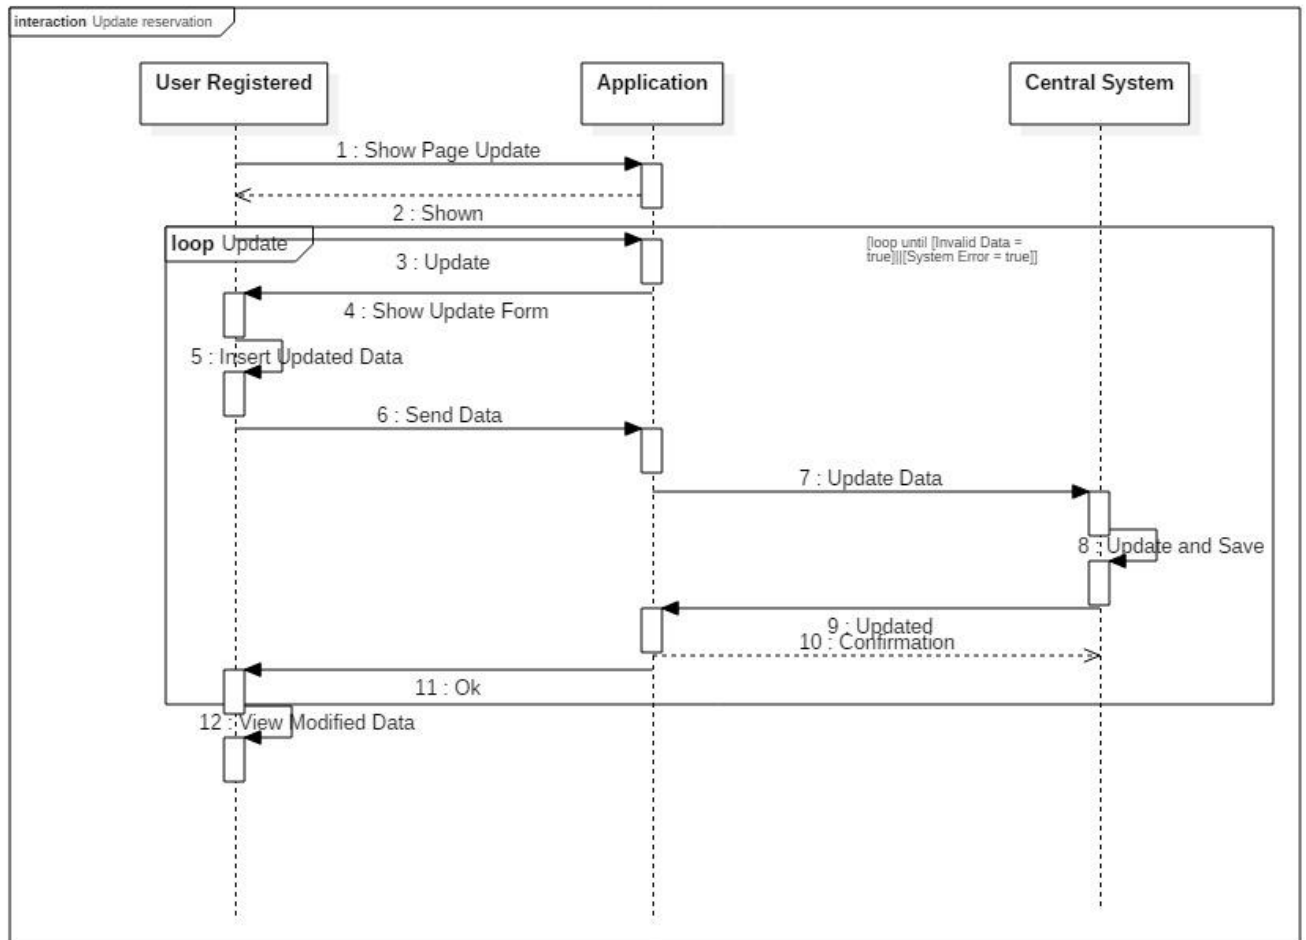 interaction Update reservation
User Registered
Application
Central System
1 : Show Page Update
2 : Shown
loop Update
[loop until [Invalid Data =
true]||[System Error = true]]
3 : Update
4 : Show Update Form
5 : Insert Updated Data
6 : Send Data
7 : Update Data
8 : Update and Save
9 : Updated
10 : Confirmation
11 : Ok
12 : View Modified Data